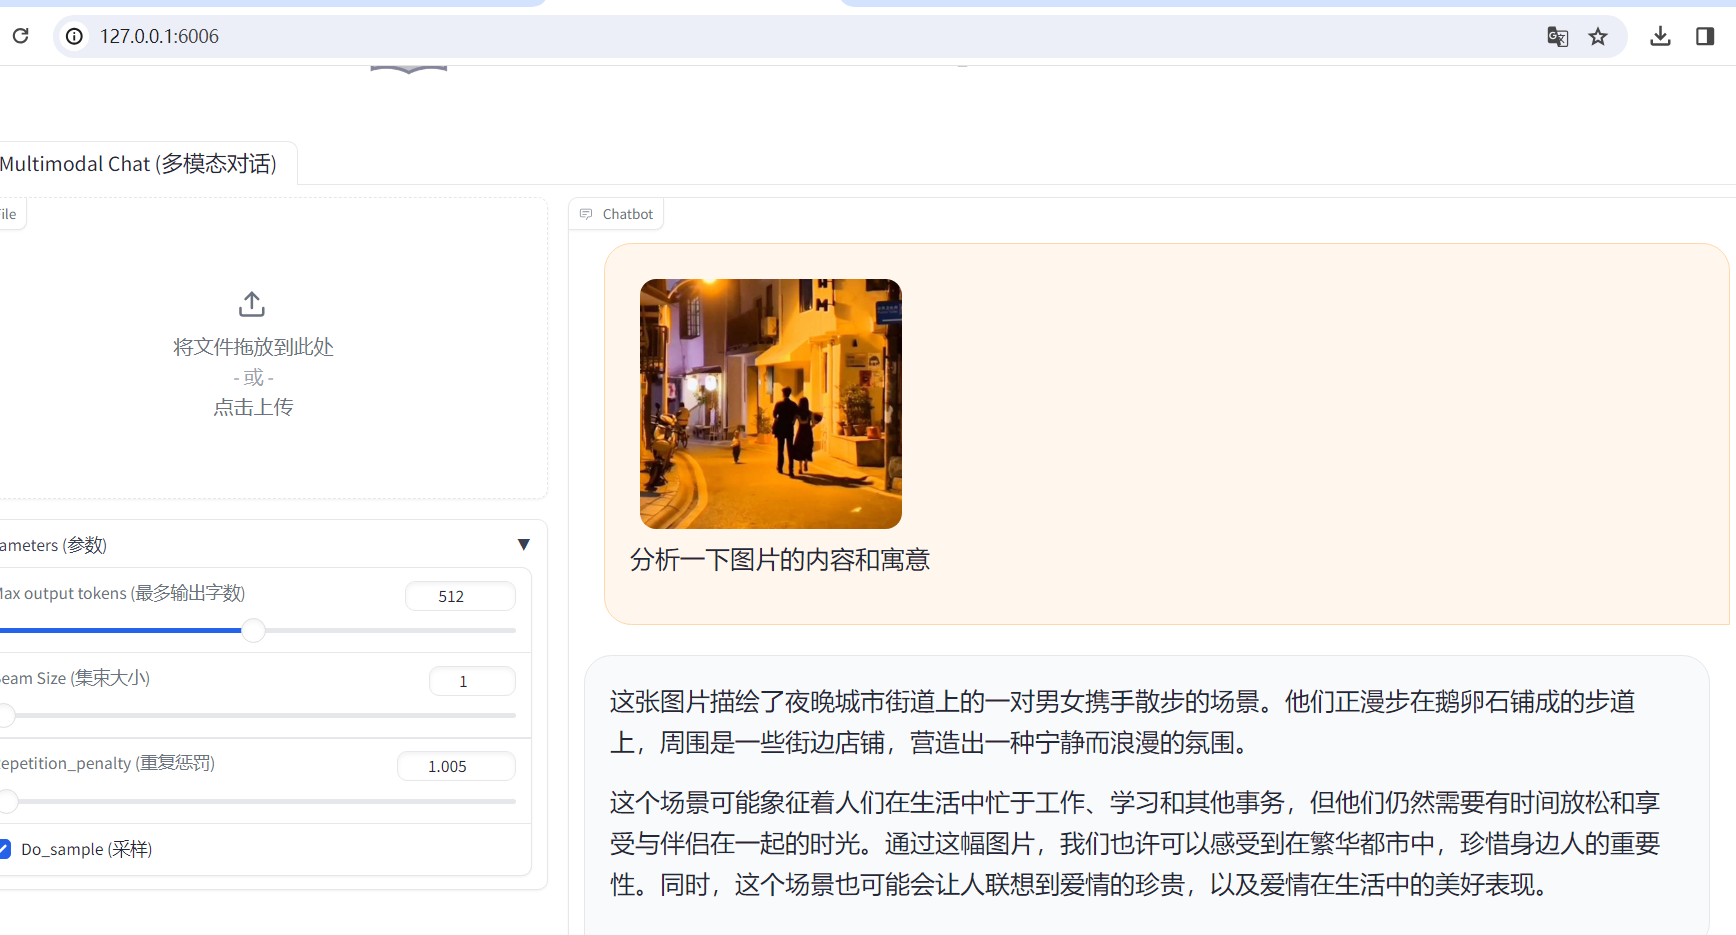 127.0.0.1:6006
Multimodal Chat (多模态对话)
Chatbot
将文件拖放到此处
- 或 -
点击上传
分析一下图片的内容和寓意
(参数)
▼
output tokens (最多输出字数)
512
Size (集束大小)
1
(重复惩罚)
1.005
Do_sample (采样)
这张图片描绘了夜晚城市街道上的一对男女携手散步的场景。他们正漫步在鹅卵石铺成的步道
上，周围是一些街边店铺，营造出一种宁静而浪漫的氛围。
这个场景可能象征着人们在生活中忙于工作、学习和其他事务，但他们仍然需要有时间放松和享
受与伴侣在一起的时光。通过这幅图片，我们也许可以感受到在繁华都市中，珍惜身边人的重要
性。同时，这个场景也可能会让人联想到爱情的珍贵，以及爱情在生活中的美好表现。